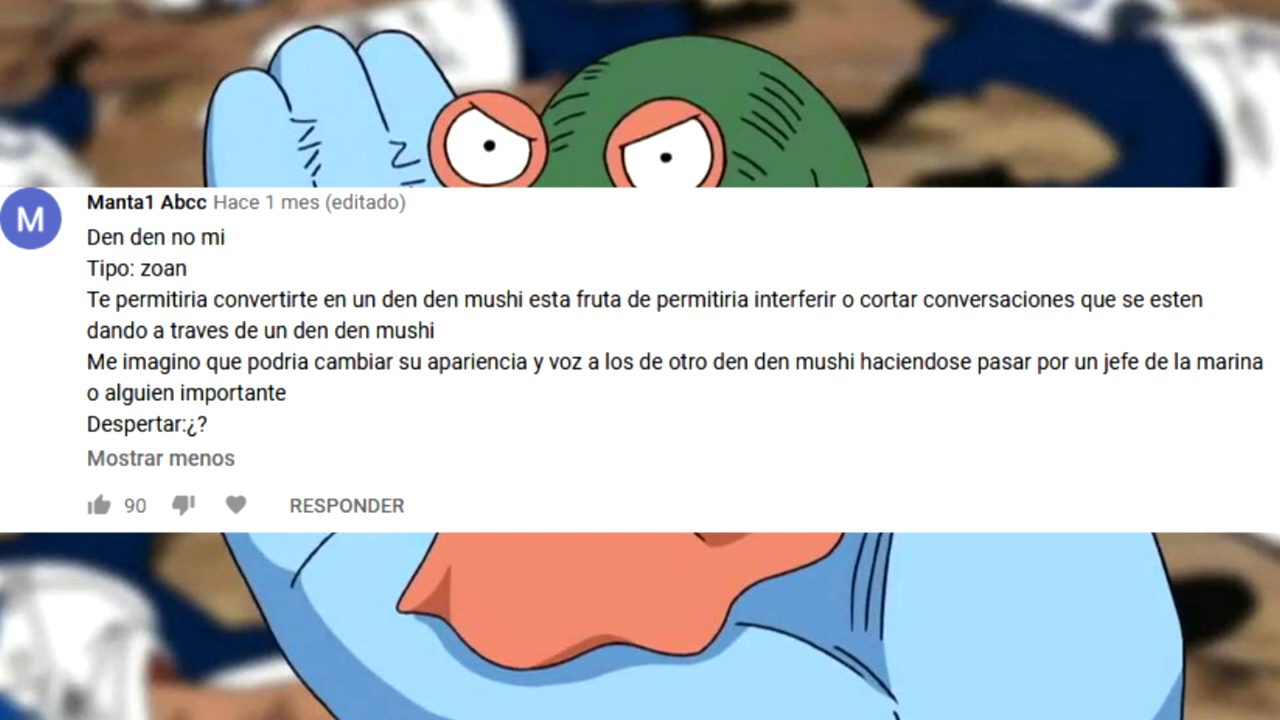 M
Manta1 Abcc Hace 1 mes (editado)
Den den no mi
Tipo: zoan
Te permitiria convertirte en un den den mushi esta fruta de permitiria interferir o cortar conversaciones que se esten
dando a traves de un den den mushi
Me imagino que podria cambiar su apariencia y voz a los de otro den den mushi haciendose pasar por un jefe de la marina
o alguien importante
Despertar:¿?
Mostrar menos
90 RESPONDER